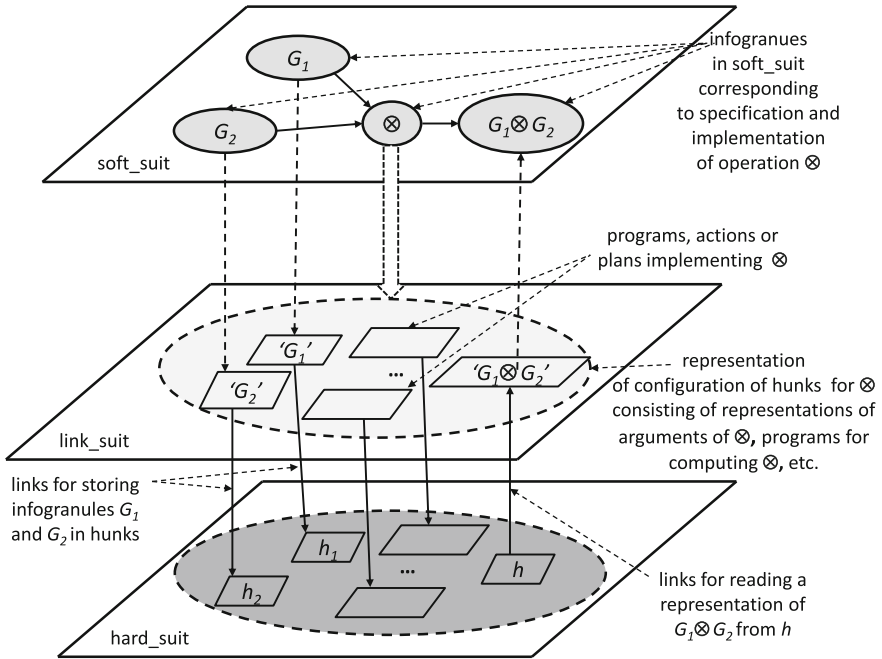 G1
G2
⊗
G1⊗G2
soft_suit
infogranues
in soft_suit
corresponding
to specification and
implementation
of operation ⊗
programs, actions or
plans implementing ⊗
‘G1’
‘G2’
...
‘G1⊗G2’
link_suit
representation
of configuration of hunks for ⊗
consisting of representations of
arguments of ⊗, programs for
computing ⊗, etc.
links for storing
infogranules G1
and G2 in hunks
h1
h2
...
h
hard_suit
links for reading a
representation of
G1⊗G2 from h